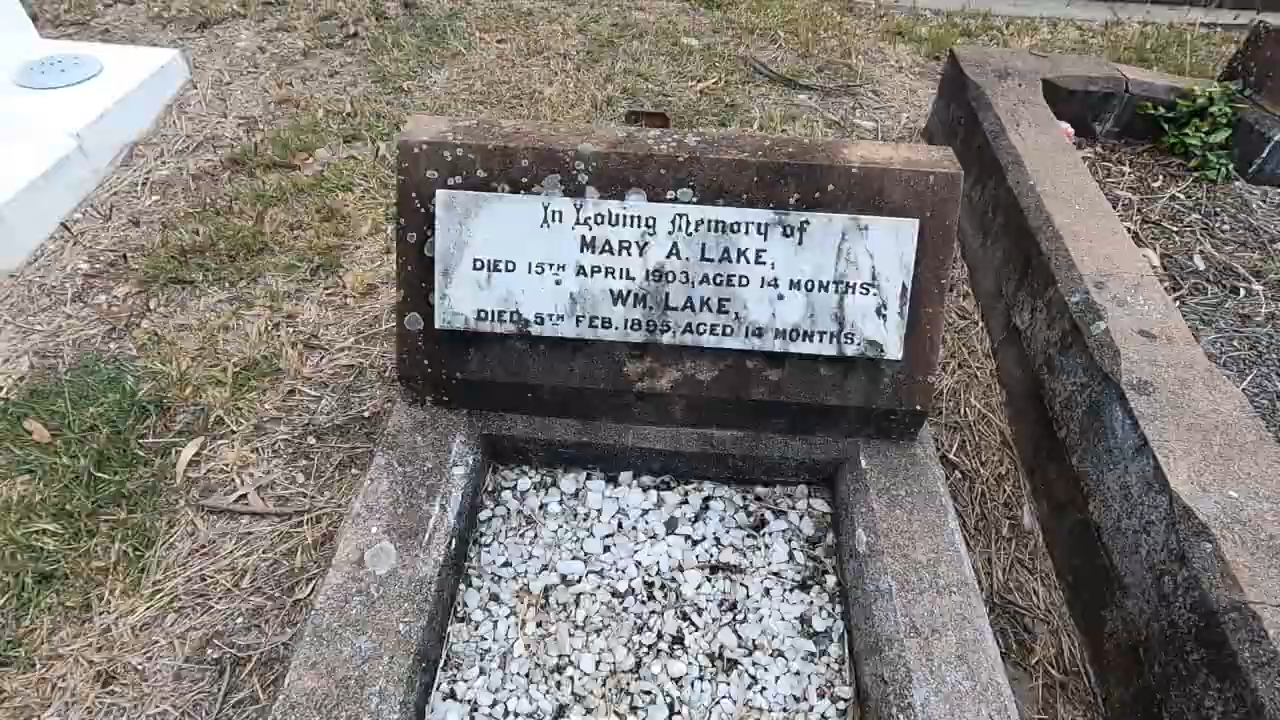 In Loving Memory of
MARY A. LAKE,
DIED 15TH APRIL 1903, AGED 14 MONTHS.
WM. LAKE,
DIED 5TH FEB. 1895, AGED 14 MONTHS.